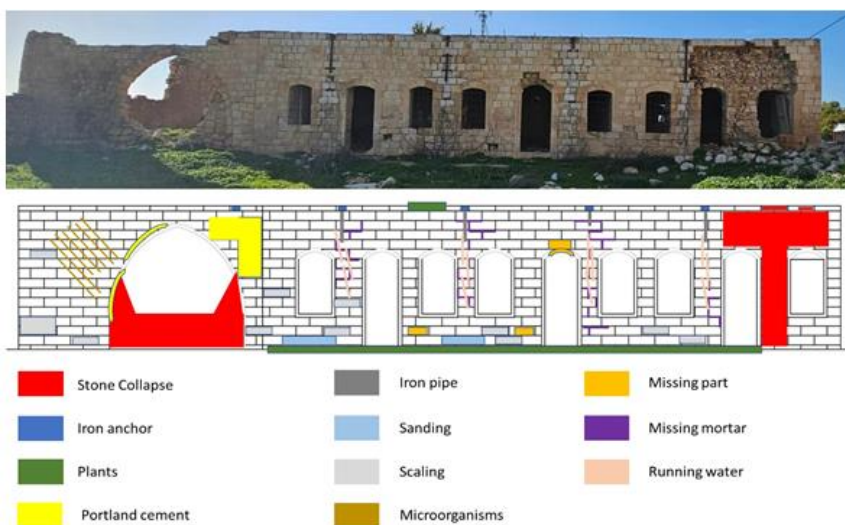 Stone Collapse
Iron pipe
Missing part
Iron anchor
Sanding
Missing mortar
Plants
Scaling
Running water
Portland cement
Microorganisms